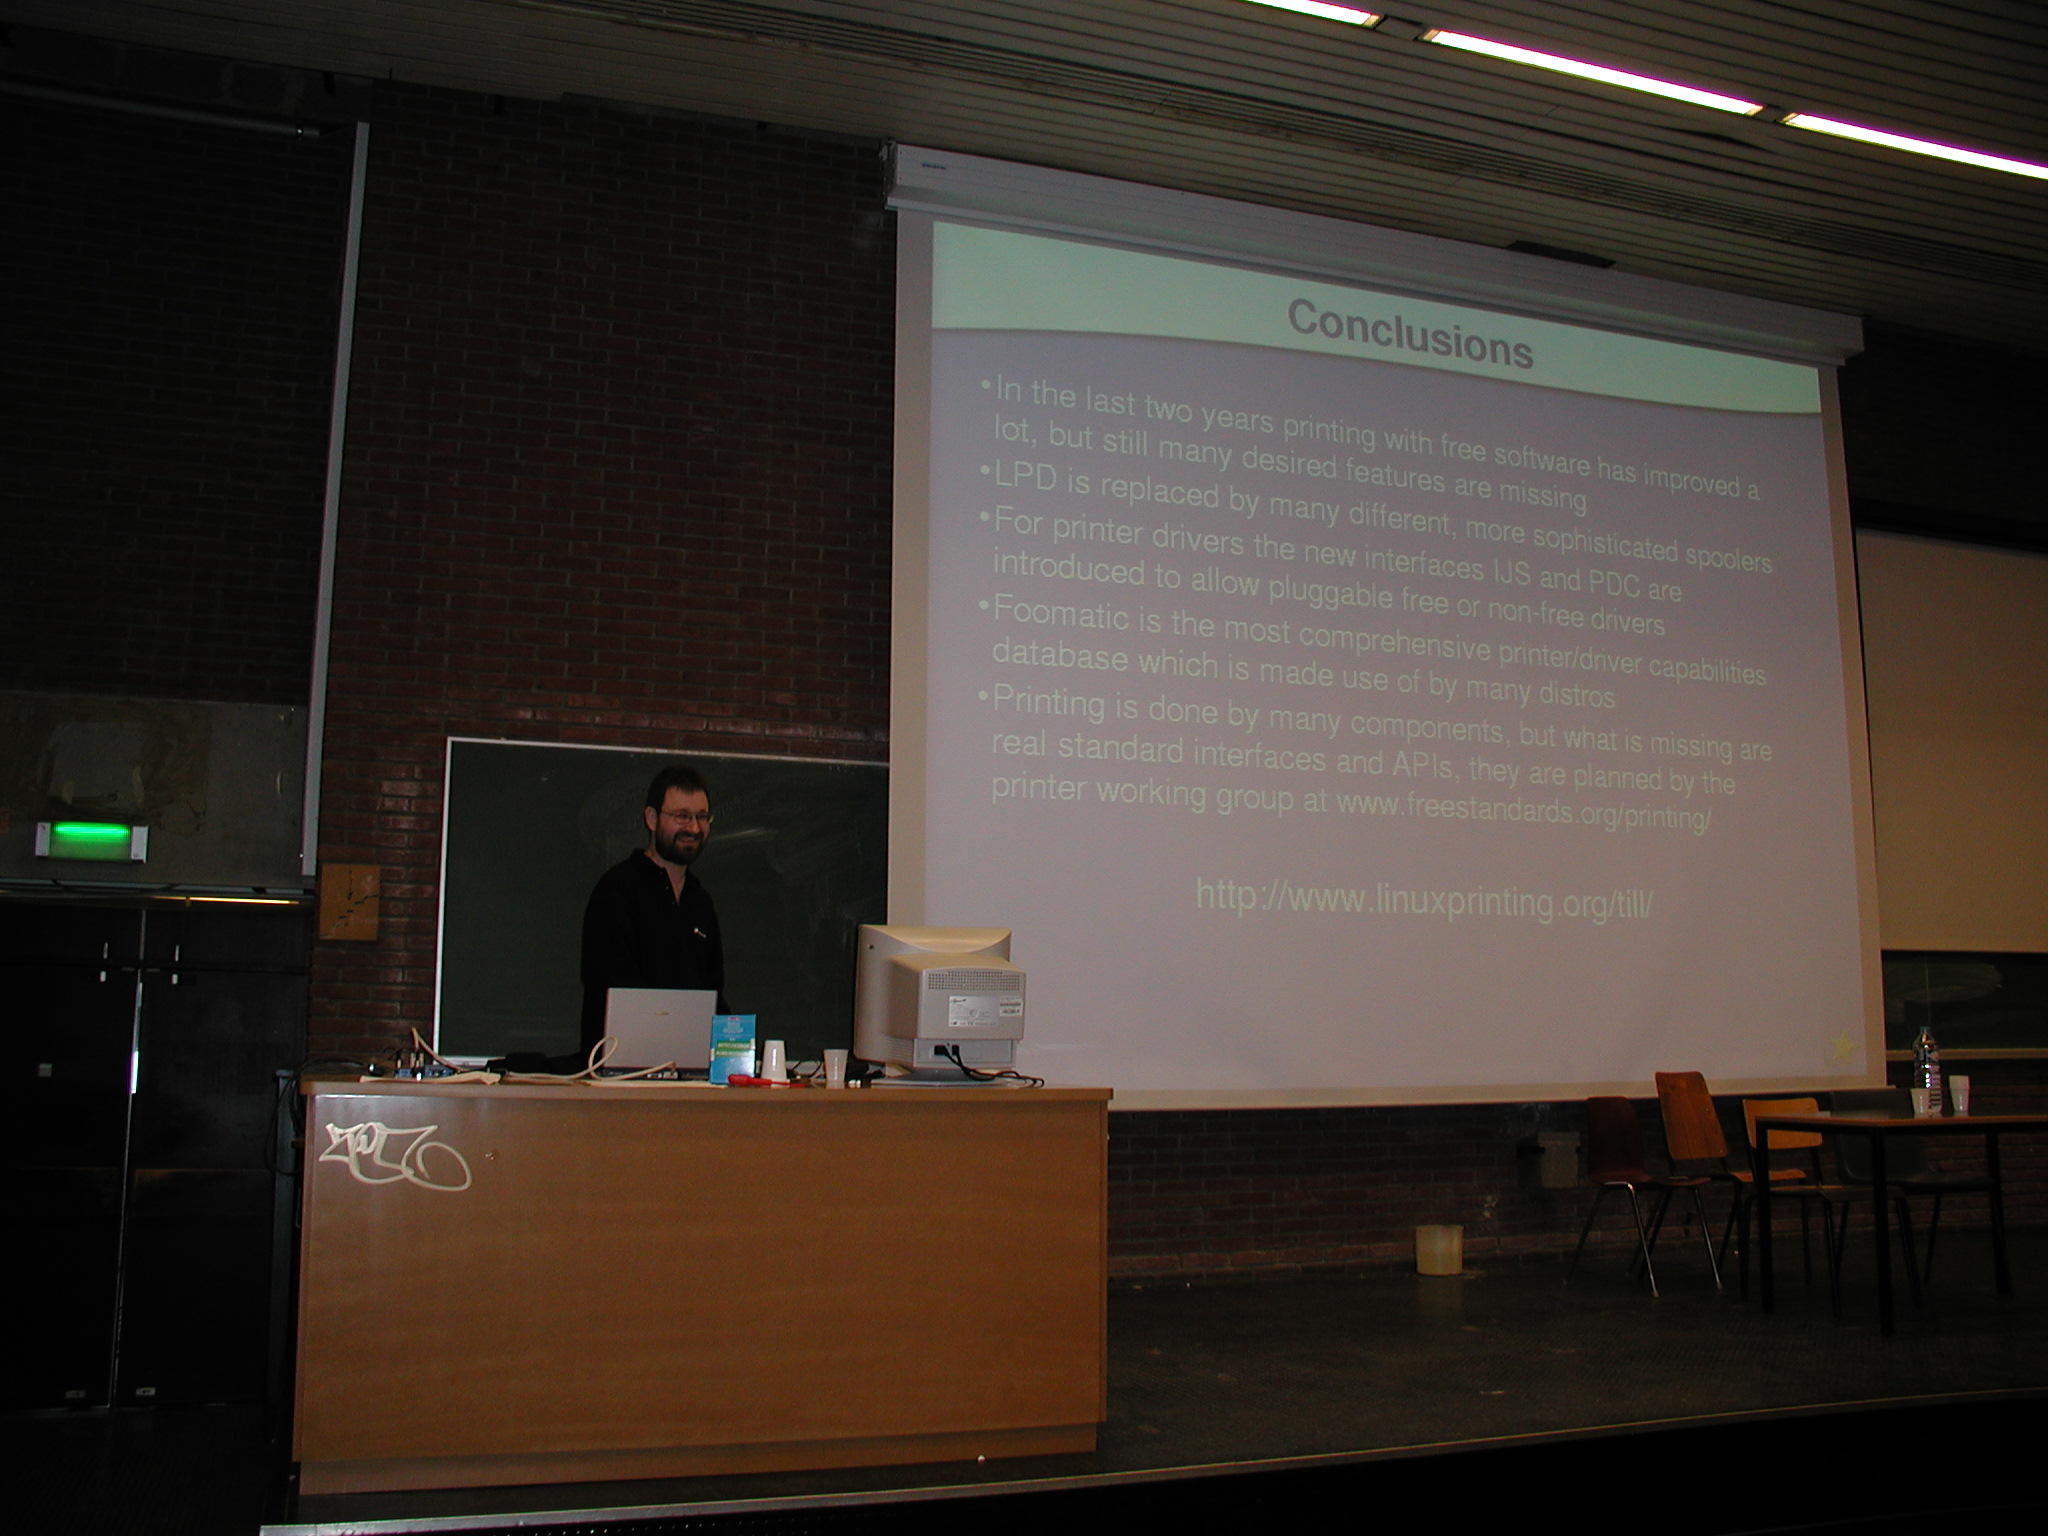 Conclusions
•In the last two years printing with free software has improved a
lot, but still many desired features are missing
•LPD is replaced by many different, more sophisticated spoolers
•For printer drivers the new interfaces IJS and PDC are
introduced to allow pluggable free or non-free drivers
•Foomatic is the most comprehensive printer/driver capabilities
database which is made use of by many distros
•Printing is done by many components, but what is missing are
real standard interfaces and APIs, they are planned by the
printer working group at www.freestandards.org/printing/
http://www.linuxprinting.org/till/